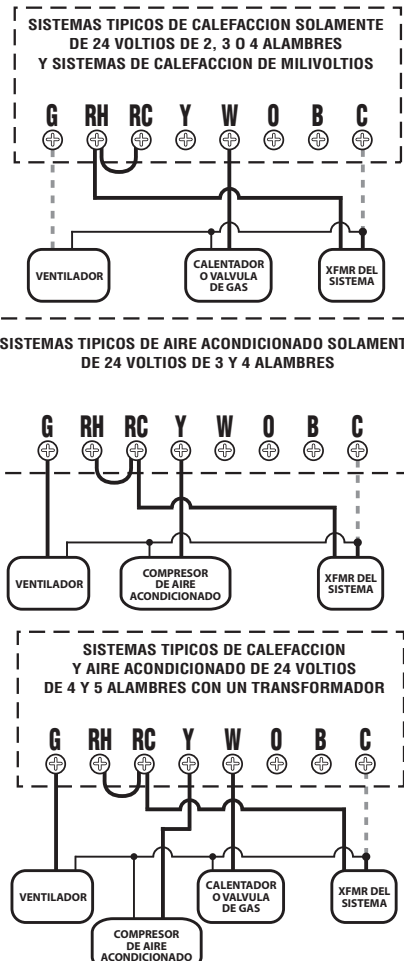 SISTEMAS TIPICOS DE CALEFACCION SOLAMENTE
DE 24 VOLTIOS DE 2, 3 O 4 ALAMBRES
Y SISTEMAS DE CALEFACCION DE MILIVOLTIOS
G RH RC Y W O B C
VENTILADOR
CALENTADOR
O VALVULA
DE GAS
XFMR DEL
SISTEMA
SISTEMAS TIPICOS DE AIRE ACONDICIONADO SOLAMENT
DE 24 VOLTIOS DE 3 Y 4 ALAMBRES
G RH RC Y W O B C
VENTILADOR
COMPRESOR
DE AIRE
ACONDICIONADO
XFMR DEL
SISTEMA
SISTEMAS TIPICOS DE CALEFACCION
Y AIRE ACONDICIONADO DE 24 VOLTIOS
DE 4 Y 5 ALAMBRES CON UN TRANSFORMADOR
G RH RC Y W O B C
VENTILADOR
CALENTADOR
O VALVULA
DE GAS
XFMR DEL
SISTEMA
COMPRESOR
DE AIRE
ACONDICIONADO